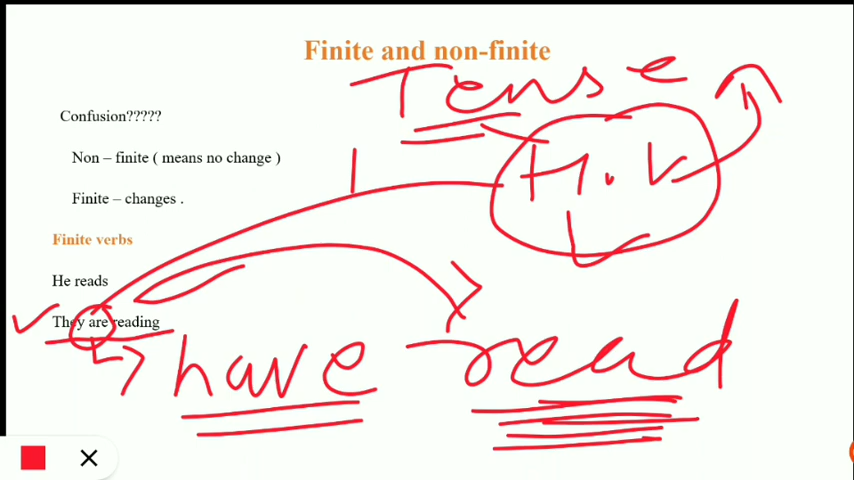 Finite and non-finite
Tense
Confusion?????
Non – finite ( means no change )
H.V
Finite – changes .
Finite verbs
He reads
They are reading
have read